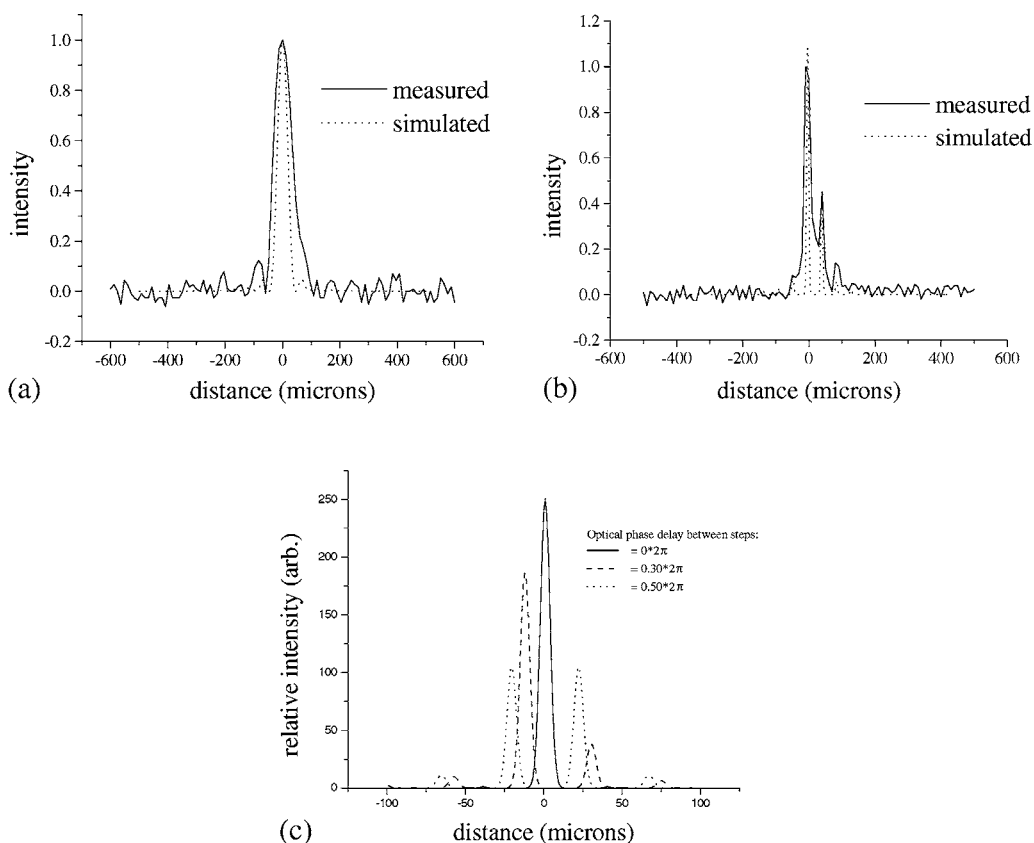 1.0
0.8
0.6
0.4
0.2
0.0
-0.2
-600 -400 -200 0 200 400 600
intensity
measured
simulated
distance (microns)
(a)
1.2
1.0
0.8
0.6
0.4
0.2
0.0
-0.2
-600 -400 -200 0 200 400 600
intensity
measured
simulated
distance (microns)
(b)
250
200
150
100
50
0
-100 -50 0 50 100
relative intensity (arb.)
Optical phase delay between steps:
= 0*2π
= 0.30*2π
= 0.50*2π
distance (microns)
(c)